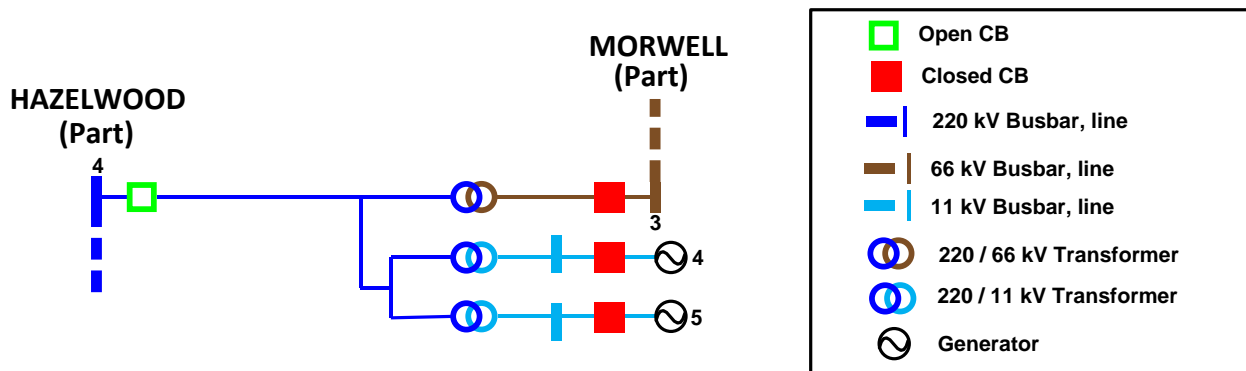 HAZELWOOD
(Part)
4
MORWELL
(Part)
3
4
5
Open CB
Closed CB
220 kV Busbar, line
66 kV Busbar, line
11 kV Busbar, line
220 / 66 kV Transformer
220 / 11 kV Transformer
Generator